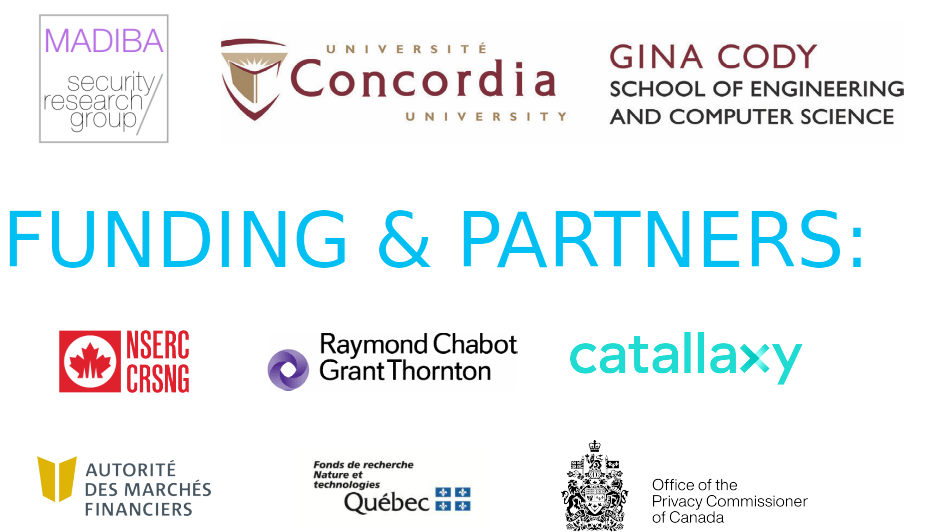 MADIBA
security
research
group/
UNIVERSITÉ
Concordia
UNIVERSITY
GINA CODY
SCHOOL OF ENGINEERING
AND COMPUTER SCIENCE
FUNDING & PARTNERS:
NSERC
CRSNG
Raymond Chabot
Grant Thornton
catallaxy
AUTORITÉ
DES MARCHÉS
FINANCIERS
Fonds de recherche
Nature et
technologies
Québec
Office of the
Privacy Commissioner
of Canada